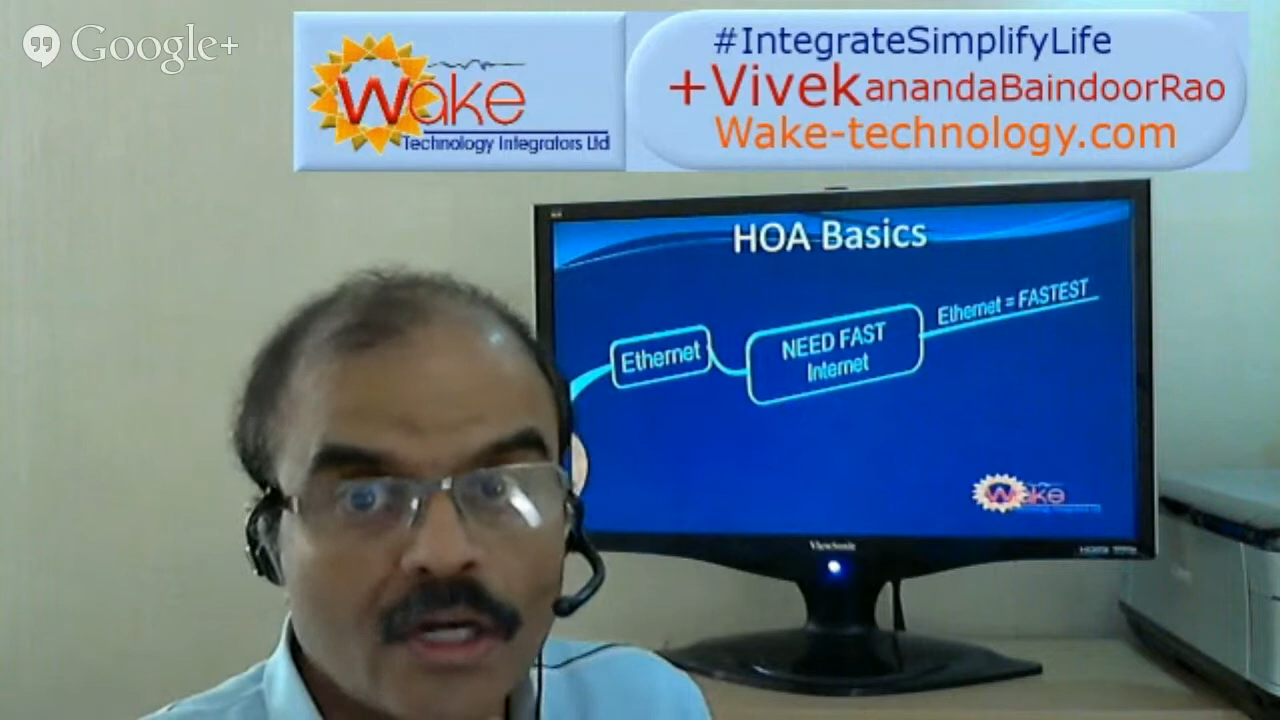 Google+
Wake
Technology Integrators Ltd
#IntegrateSimplifyLife
+VivekanandaBaindoorRao
Wake-technology.com
HOA Basics
Ethernet
NEED FAST
Internet
Ethernet = FASTEST
Wake
ViewSonic